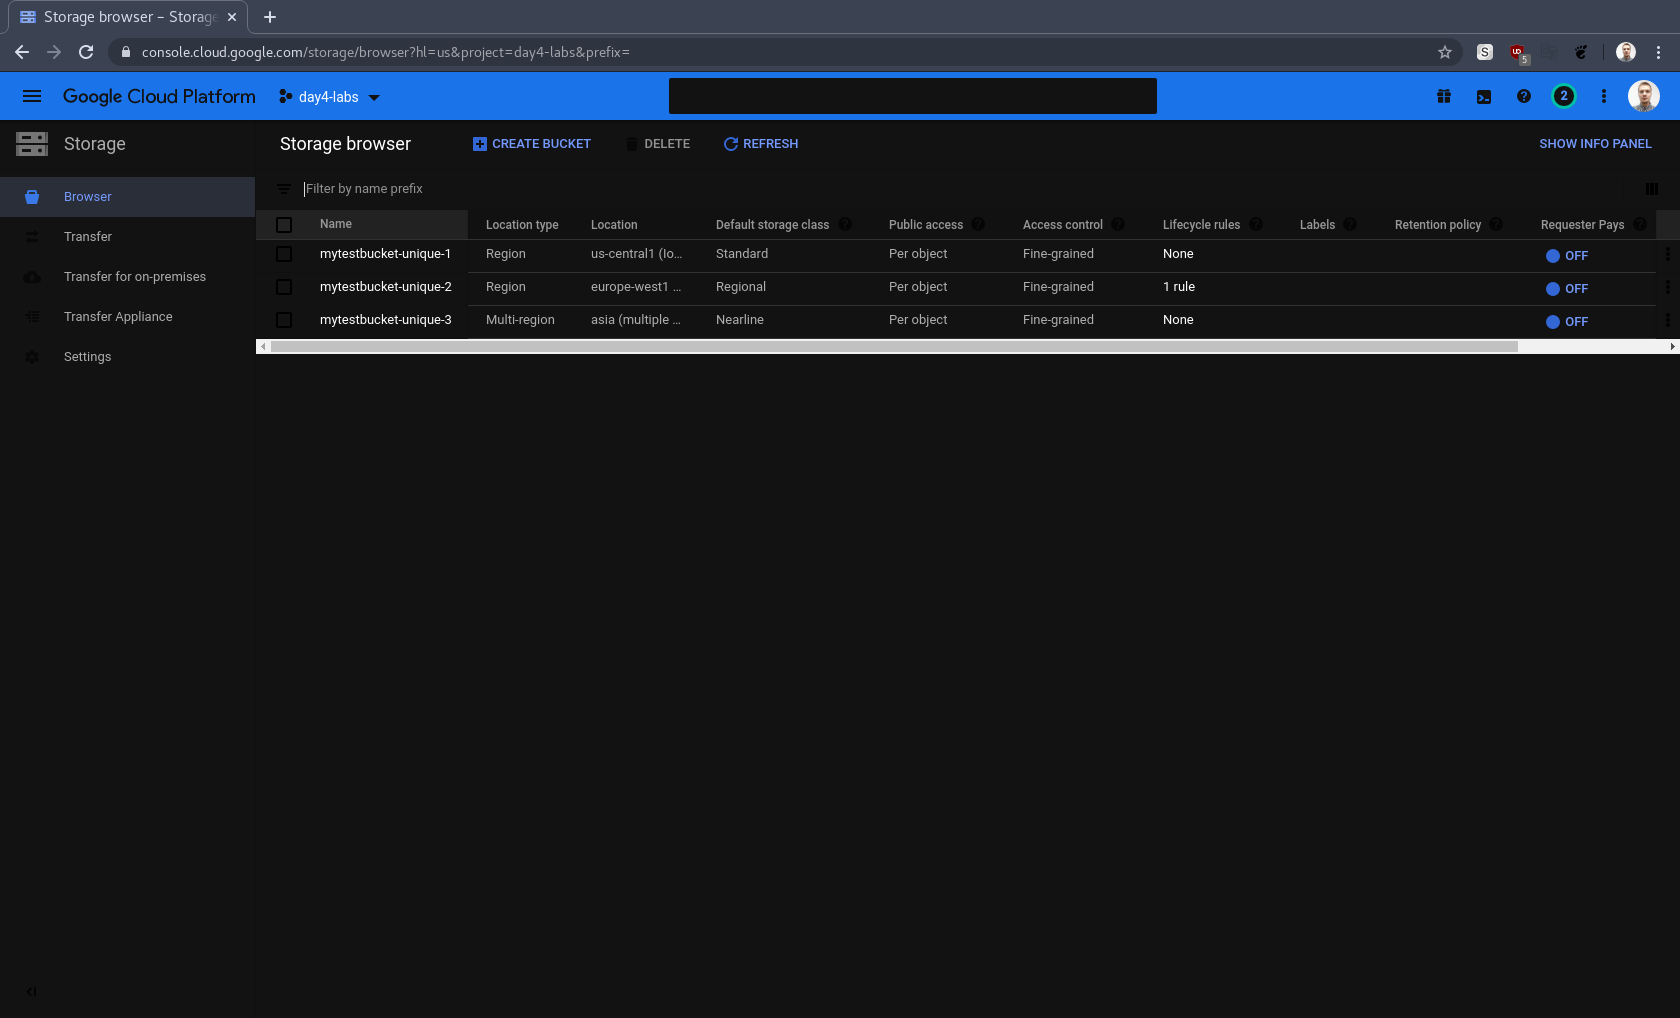 Storage browser – Storage
console.cloud.google.com/storage/browser?hl=us&project=day4-labs&prefix=
S
UO
5
Google Cloud Platform
day4-labs
2
Storage
Storage browser
CREATE BUCKET
DELETE
REFRESH
SHOW INFO PANEL
Browser
Transfer
Transfer for on-premises
Transfer Appliance
Settings
Filter by name prefix
Name Location type Location Default storage class Public access Access control Lifecycle rules Labels Retention policy Requester Pays
mytestbucket-unique-1 Region us-central1 (Io... Standard Per object Fine-grained None OFF
mytestbucket-unique-2 Region europe-west1 ... Regional Per object Fine-grained 1 rule OFF
mytestbucket-unique-3 Multi-region asia (multiple ... Nearline Per object Fine-grained None OFF